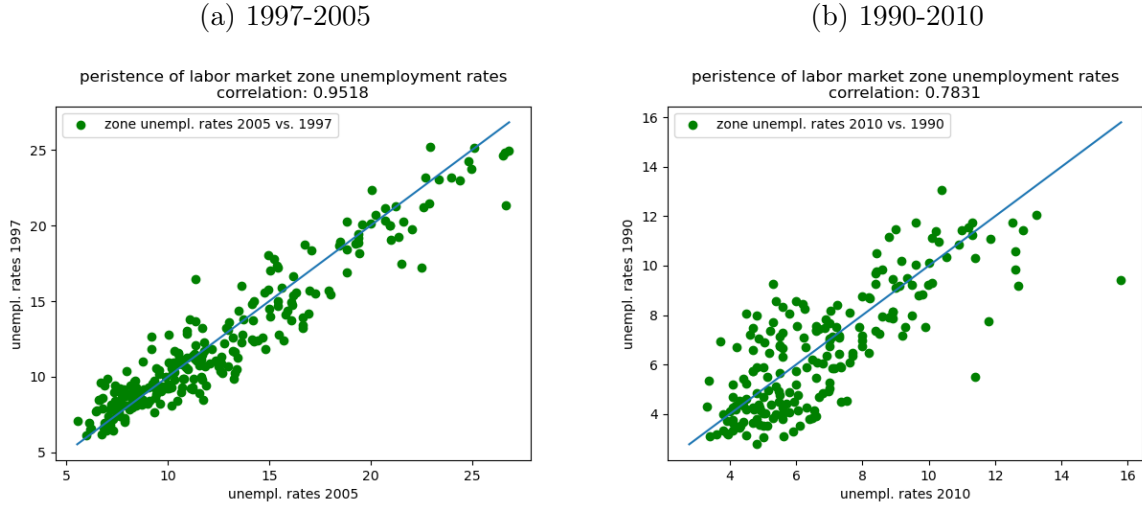 (a) 1997-2005
peristence of labor market zone unemployment rates
correlation: 0.9518
zone unempl. rates 2005 vs. 1997
unempl. rates 1997
25
20
15
10
5
5 10 15 20 25
unempl. rates 2005
(b) 1990-2010
peristence of labor market zone unemployment rates
correlation: 0.7831
zone unempl. rates 2010 vs. 1990
unempl. rates 1990
16
14
12
10
8
6
4
4 6 8 10 12 14 16
unempl. rates 2010